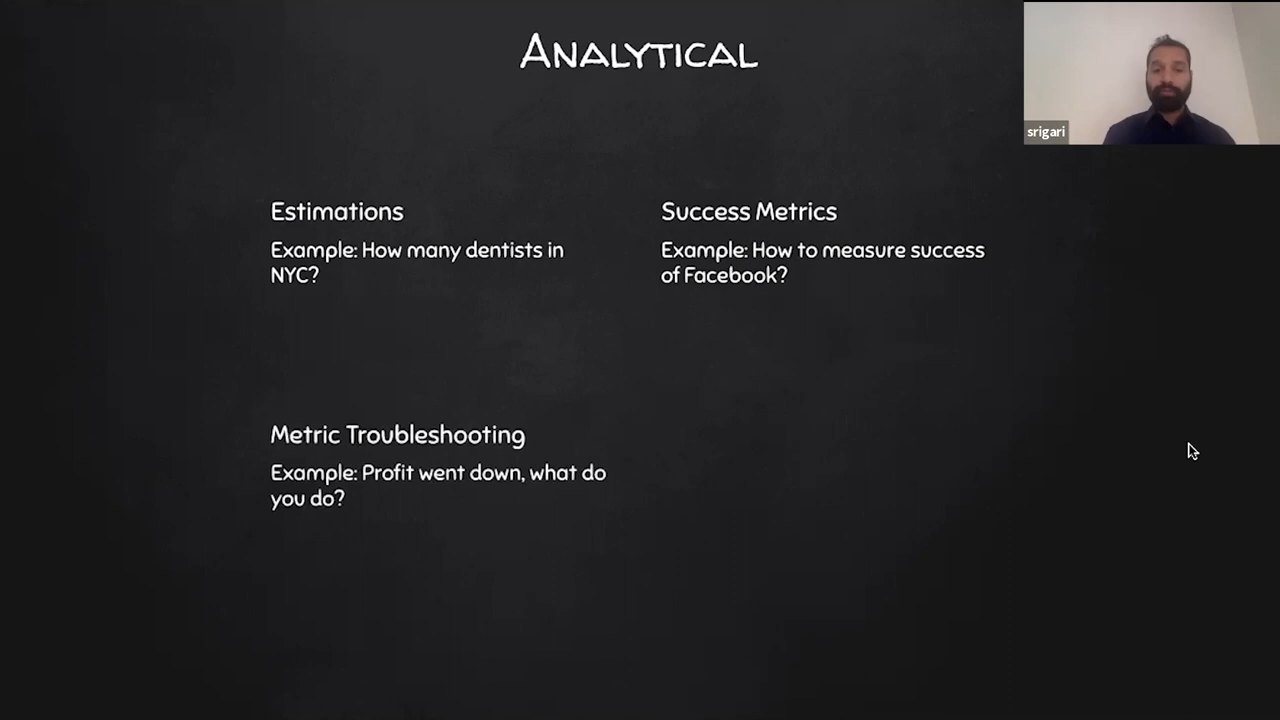 ANALYTICAL
srigari
Estimations
Example: How many dentists in
NYC?
Success Metrics
Example: How to measure success
of Facebook?
Metric Troubleshooting
Example: Profit went down, what do
you do?